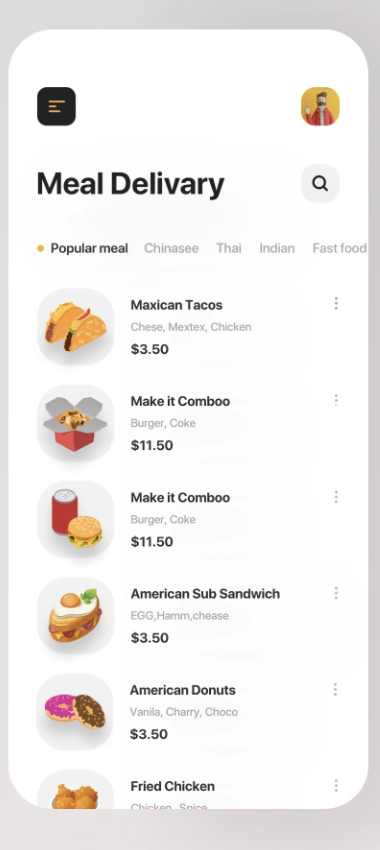 Meal Delivary
Popular meal Chinasee Thai Indian Fast food
Maxican Tacos
Chese, Mextex, Chicken
$3.50
Make it Comboo
Burger, Coke
$11.50
Make it Comboo
Burger, Coke
$11.50
American Sub Sandwich
EGG,Hamm,chease
$3.50
American Donuts
Vanila, Charry, Choco
$3.50
Fried Chicken
Chicken, Spice